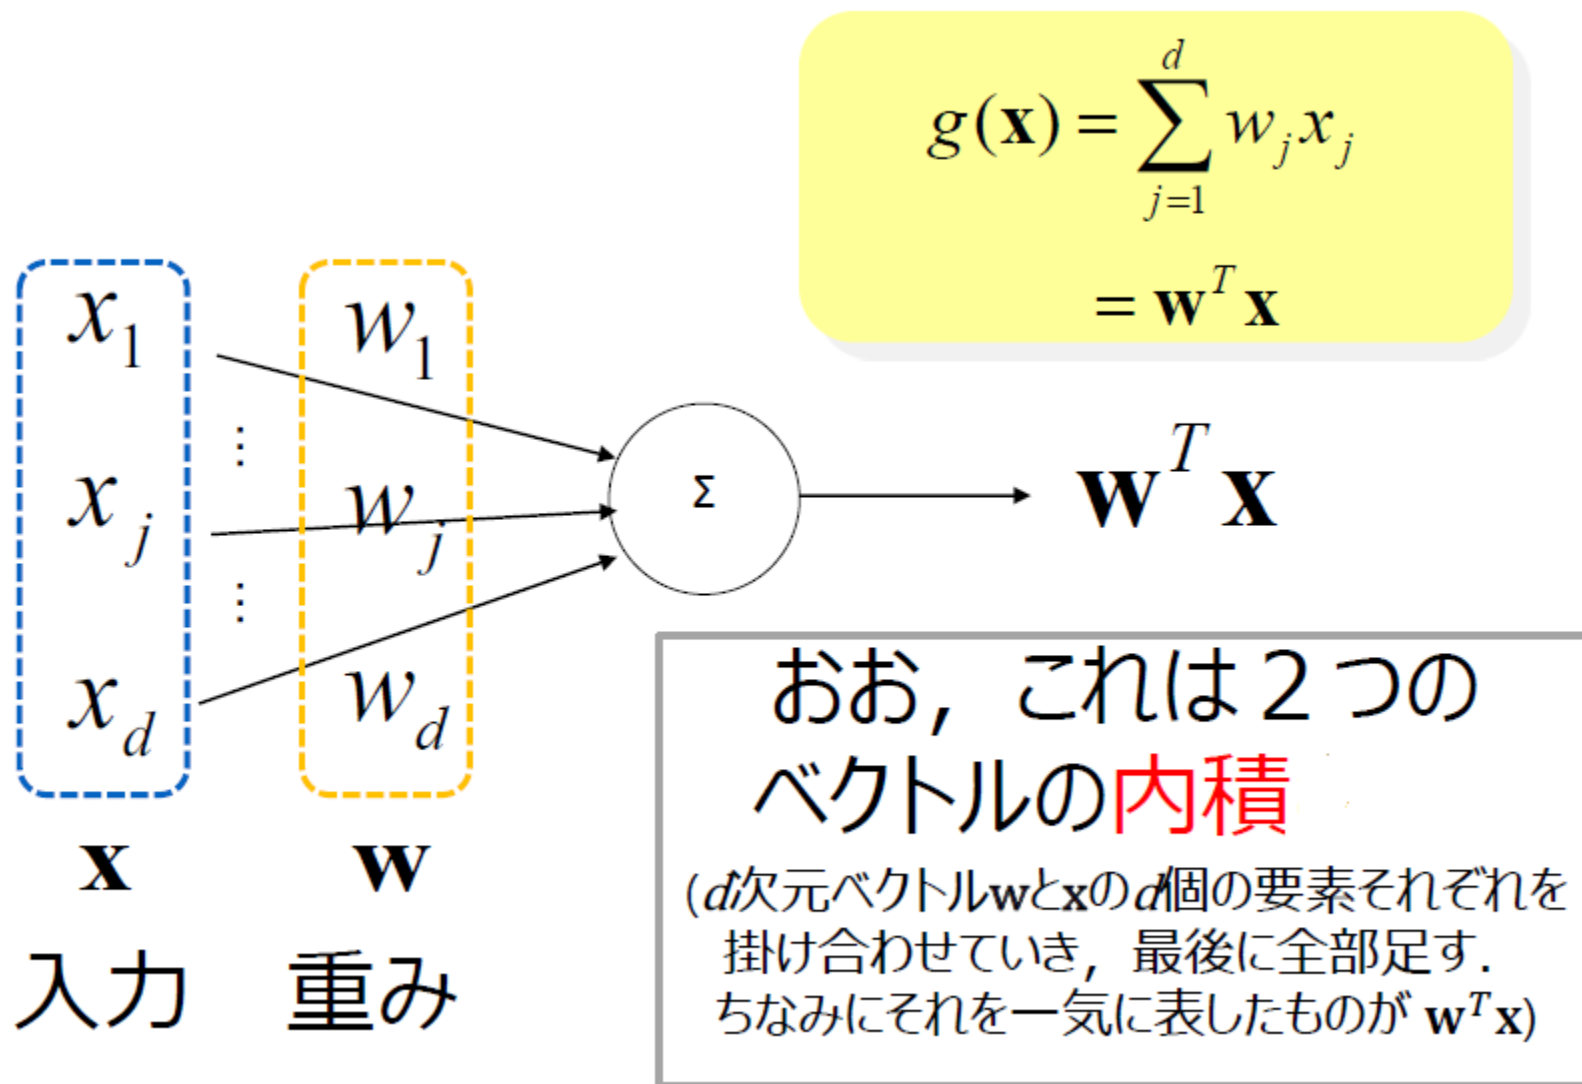 g(x) = Σ_{j=1}^{d} w_j x_j
= w^T x
x_1
w_1
⋮
x_j
w_j
Σ
w^T x
⋮
x_d
w_d
x
w
入力
重み
おお，これは２つの
ベクトルの内積
(d次元ベクトルwとxのd個の要素それぞれを
掛け合わせていき，最後に全部足す．
ちなみにそれを一気に表したものが w^T x)